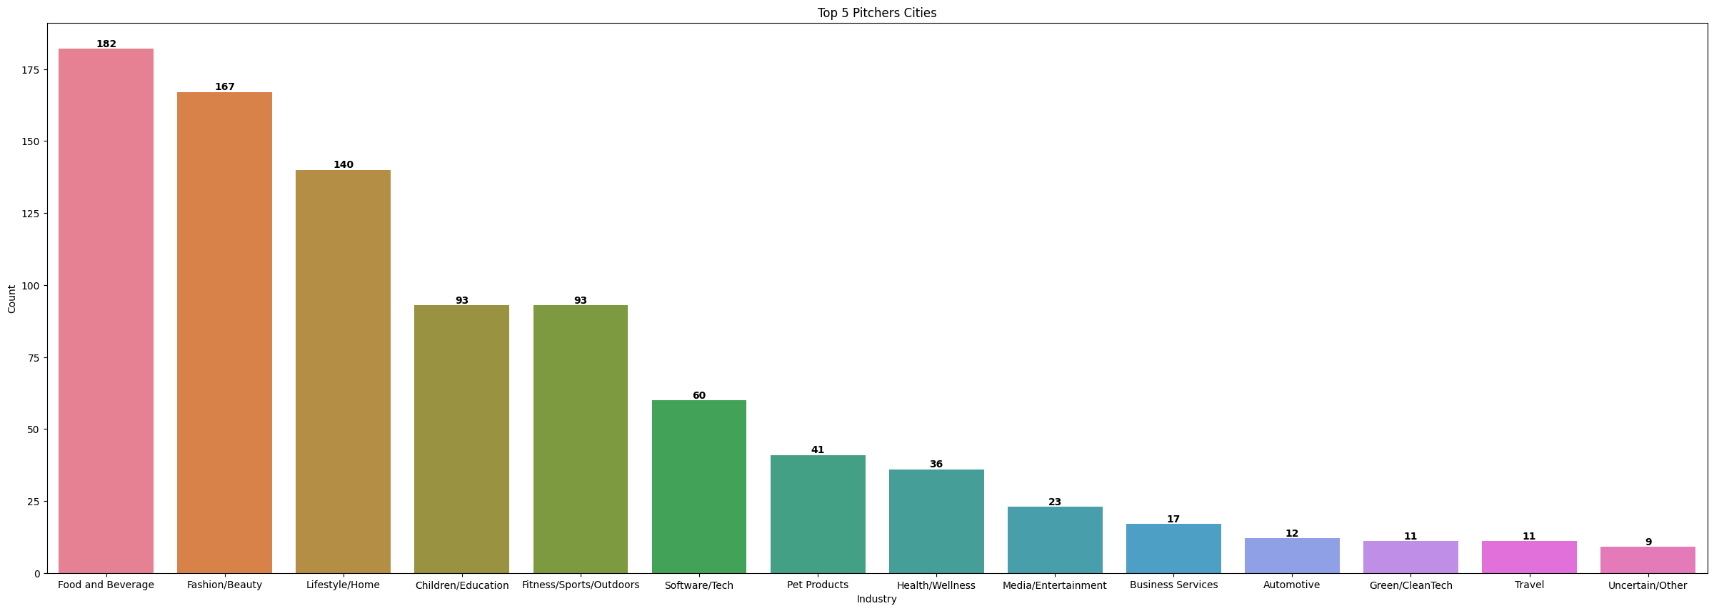 Top 5 Pitchers Cities
182
167
140
93
93
60
41
36
23
17
12
11
11
9
175
150
125
100
75
50
25
0
Count
Food and Beverage
Fashion/Beauty
Lifestyle/Home
Children/Education
Fitness/Sports/Outdoors
Software/Tech
Pet Products
Health/Wellness
Media/Entertainment
Business Services
Automotive
Green/CleanTech
Travel
Uncertain/Other
Industry